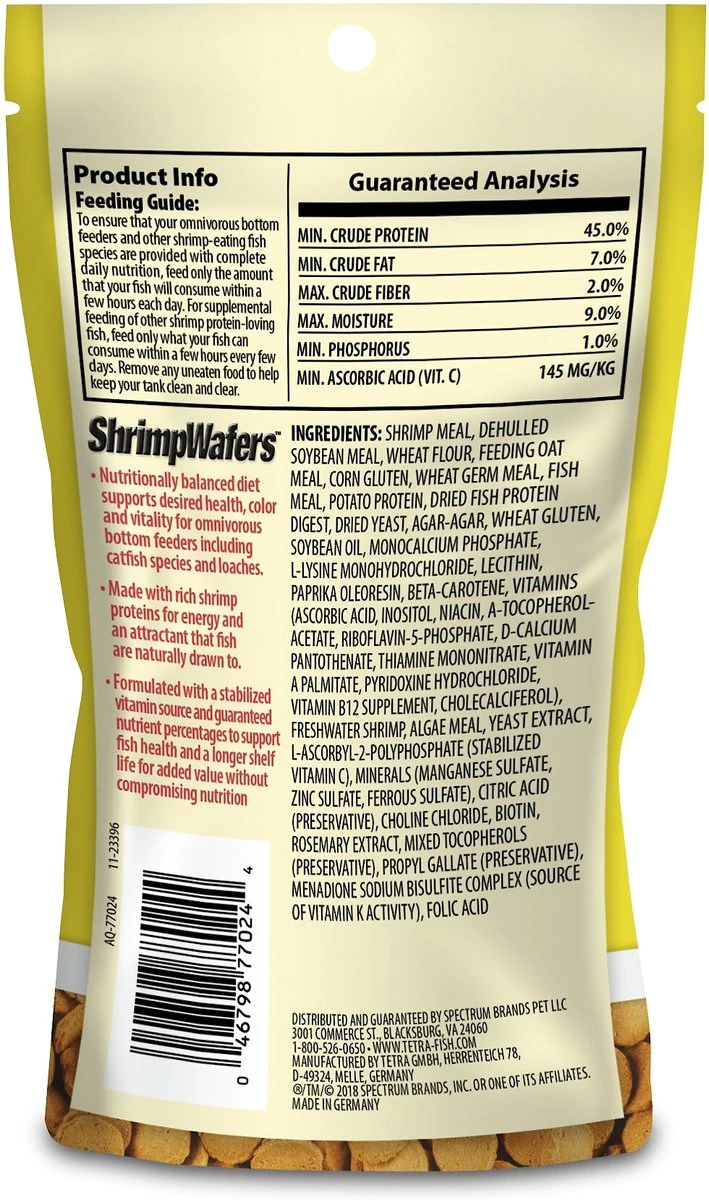 Product Info
Feeding Guide:
To ensure that your omnivorous bottom
feeders and other shrimp-eating fish
species are provided with complete
daily nutrition, feed only the amount
that your fish will consume within a
few hours each day. For supplemental
feeding of other shrimp protein-loving
fish, feed only what your fish can
consume within a few hours every few
days. Remove any uneaten food to help
keep your tank clean and clear.
Guaranteed Analysis
MIN. CRUDE PROTEIN 45.0%
MIN. CRUDE FAT 7.0%
MAX. CRUDE FIBER 2.0%
MAX. MOISTURE 9.0%
MIN. PHOSPHORUS 1.0%
MIN. ASCORBIC ACID (VIT. C) 145 MG/KG
ShrimpWafers™
• Nutritionally balanced diet
supports desired health, color
and vitality for omnivorous
bottom feeders including
catfish species and loaches.
• Made with rich shrimp
proteins for energy and
an attractant that fish
are naturally drawn to.
• Formulated with a stabilized
vitamin source and guaranteed
nutrient percentages to support
fish health and a longer shelf
life for added value without
compromising nutrition
INGREDIENTS: SHRIMP MEAL, DEHULLED
SOYBEAN MEAL, WHEAT FLOUR, FEEDING OAT
MEAL, CORN GLUTEN, WHEAT GERM MEAL, FISH
MEAL, POTATO PROTEIN, DRIED FISH PROTEIN
DIGEST, DRIED YEAST, AGAR-AGAR, WHEAT GLUTEN,
SOYBEAN OIL, MONOCALCIUM PHOSPHATE,
L-LYSINE MONOHYDROCHLORIDE, LECITHIN,
PAPRIKA OLEORESIN, BETA-CAROTENE, VITAMINS
(ASCORBIC ACID, INOSITOL, NIACIN, A-TOCOPHEROL-
ACETATE, RIBOFLAVIN-5-PHOSPHATE, D-CALCIUM
PANTOTHENATE, THIAMINE MONONITRATE, VITAMIN
A PALMITATE, PYRIDOXINE HYDROCHLORIDE,
VITAMIN B12 SUPPLEMENT, CHOLECALCIFEROL),
FRESHWATER SHRIMP, ALGAE MEAL, YEAST EXTRACT,
L-ASCORBYL-2-POLYPHOSPHATE (STABILIZED
VITAMIN C), MINERALS (MANGANESE SULFATE,
ZINC SULFATE, FERROUS SULFATE), CITRIC ACID
(PRESERVATIVE), CHOLINE CHLORIDE, BIOTIN,
ROSEMARY EXTRACT, MIXED TOCOPHEROLS
(PRESERVATIVE), PROPYL GALLATE (PRESERVATIVE),
MENADIONE SODIUM BISULFITE COMPLEX (SOURCE
OF VITAMIN K ACTIVITY), FOLIC ACID
AQ-77024 11-23396
0 46798 77024 4
DISTRIBUTED AND GUARANTEED BY SPECTRUM BRANDS PET LLC
3001 COMMERCE ST., BLACKSBURG, VA 24060
1-800-526-0650 • WWW.TETRA-FISH.COM
MANUFACTURED BY TETRA GMBH, HERRENTEICH 78,
D-49324, MELLE, GERMANY
®/TM/© 2018 SPECTRUM BRANDS, INC. OR ONE OF ITS AFFILIATES.
MADE IN GERMANY